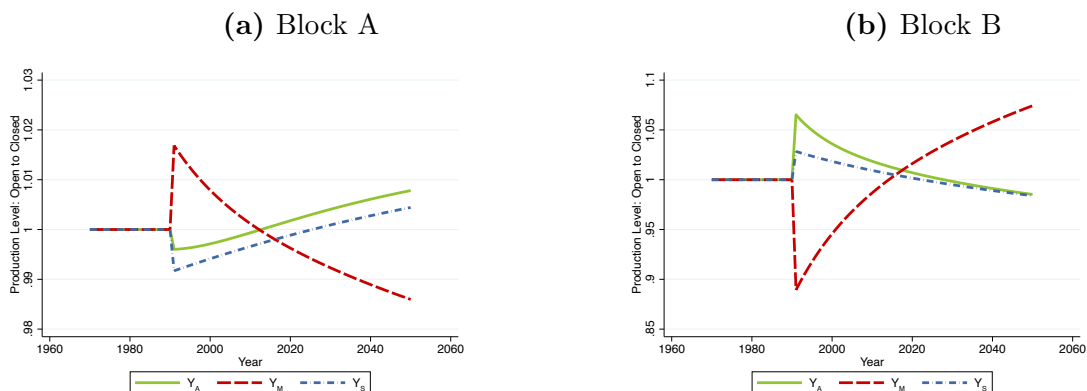 (a) Block A
(b) Block B
Production Level: Open to Closed
1.03
1.02
1.01
1
.99
.98
1960
1980
2000
2020
2040
2060
Year
Y_A
Y_M
Y_S
Production Level: Open to Closed
1.1
1.05
1
.95
.9
.85
1960
1980
2000
2020
2040
2060
Year
Y_A
Y_M
Y_S